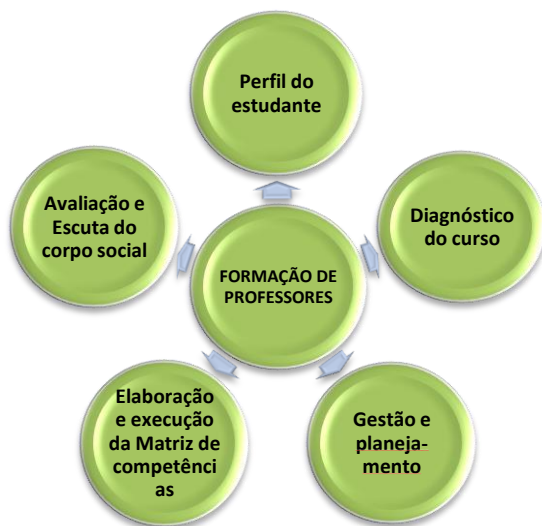 Perfil do
estudante
Avaliação e
Escuta do
corpo social
Diagnóstico
do curso
FORMAÇÃO DE
PROFESSORES
Elaboração
e execução
da Matriz de
competênci
as
Gestão e
planeja-
mento